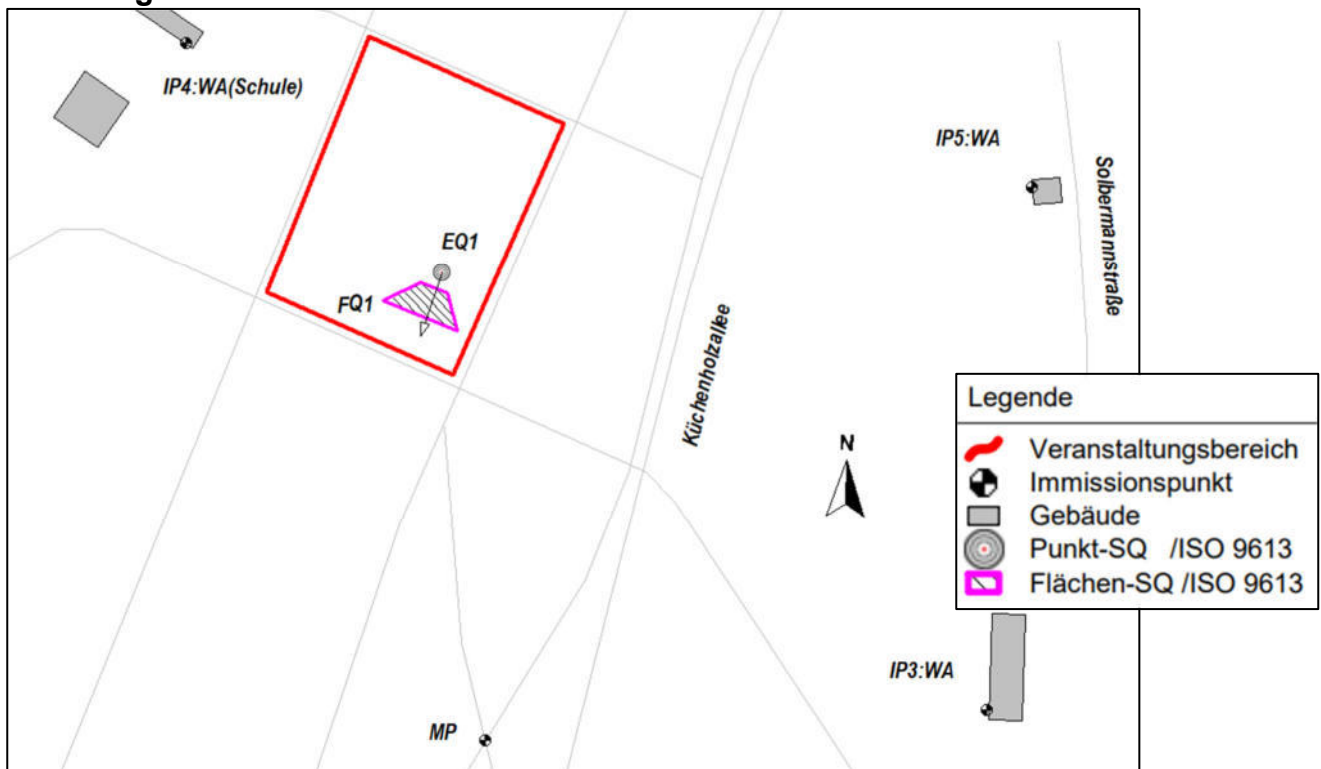 IP4:WA(Schule)
IP5:WA
Solbermannstraße
EQ1
FQ1
Küchenholzallee
N
Legende
Veranstaltungsbereich
Immissionspunkt
Gebäude
Punkt-SQ /ISO 9613
Flächen-SQ /ISO 9613
IP3:WA
MP